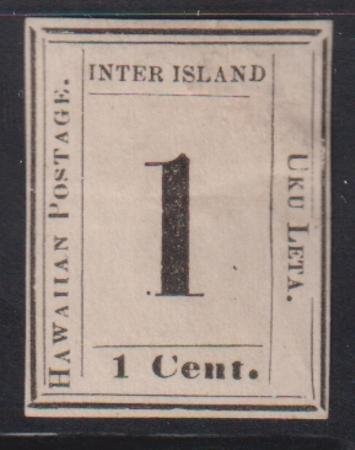 INTER ISLAND
HAWAIIAN POSTAGE.
1
UKU LETA.
1 Cent.